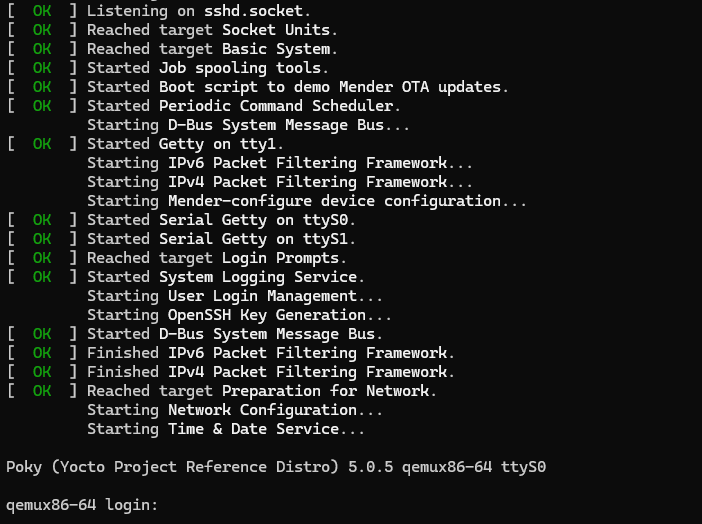 [  OK  ] Listening on sshd.socket.
[  OK  ] Reached target Socket Units.
[  OK  ] Reached target Basic System.
[  OK  ] Started Job spooling tools.
[  OK  ] Started Boot script to demo Mender OTA updates.
[  OK  ] Started Periodic Command Scheduler.
         Starting D-Bus System Message Bus...
[  OK  ] Started Getty on tty1.
         Starting IPv6 Packet Filtering Framework...
         Starting IPv4 Packet Filtering Framework...
         Starting Mender-configure device configuration...
[  OK  ] Started Serial Getty on ttyS0.
[  OK  ] Started Serial Getty on ttyS1.
[  OK  ] Reached target Login Prompts.
[  OK  ] Started System Logging Service.
         Starting User Login Management...
         Starting OpenSSH Key Generation...
[  OK  ] Started D-Bus System Message Bus.
[  OK  ] Finished IPv6 Packet Filtering Framework.
[  OK  ] Finished IPv4 Packet Filtering Framework.
[  OK  ] Reached target Preparation for Network.
         Starting Network Configuration...
         Starting Time & Date Service...

Poky (Yocto Project Reference Distro) 5.0.5 qemux86-64 ttyS0

qemux86-64 login: